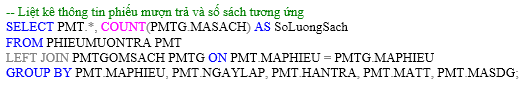 -- Liệt kê thông tin phiếu mượn trả và số sách tương ứng
SELECT PMT.*, COUNT(PMTG.MASACH) AS SoLuongSach
FROM PHIEUMUONTRA PMT
LEFT JOIN PMTGOMSACH PMTG ON PMT.MAPHIEU = PMTG.MAPHIEU
GROUP BY PMT.MAPHIEU, PMT.NGAYLAP, PMT.HANTRA, PMT.MATT, PMT.MASDG;